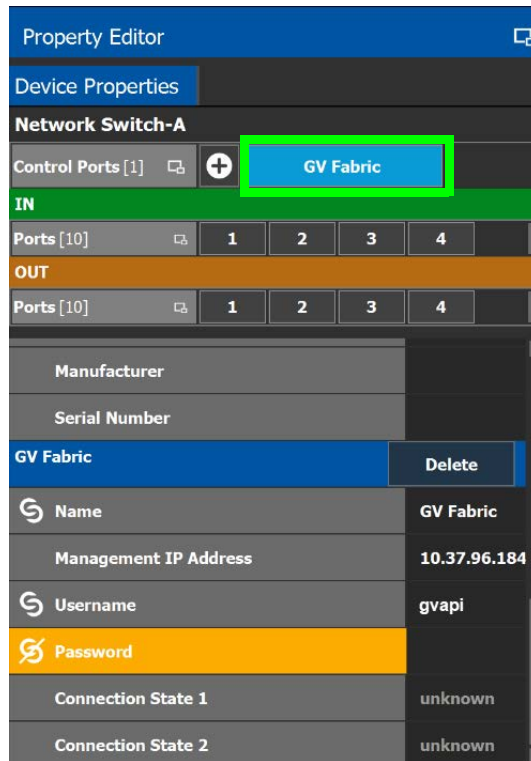 Property Editor
Device Properties
Network Switch-A
Control Ports [1] GV Fabric
IN
Ports [10] 1 2 3 4
OUT
Ports [10] 1 2 3 4
Manufacturer
Serial Number
GV Fabric Delete
Name GV Fabric
Management IP Address 10.37.96.184
Username gvapi
Password
Connection State 1 unknown
Connection State 2 unknown